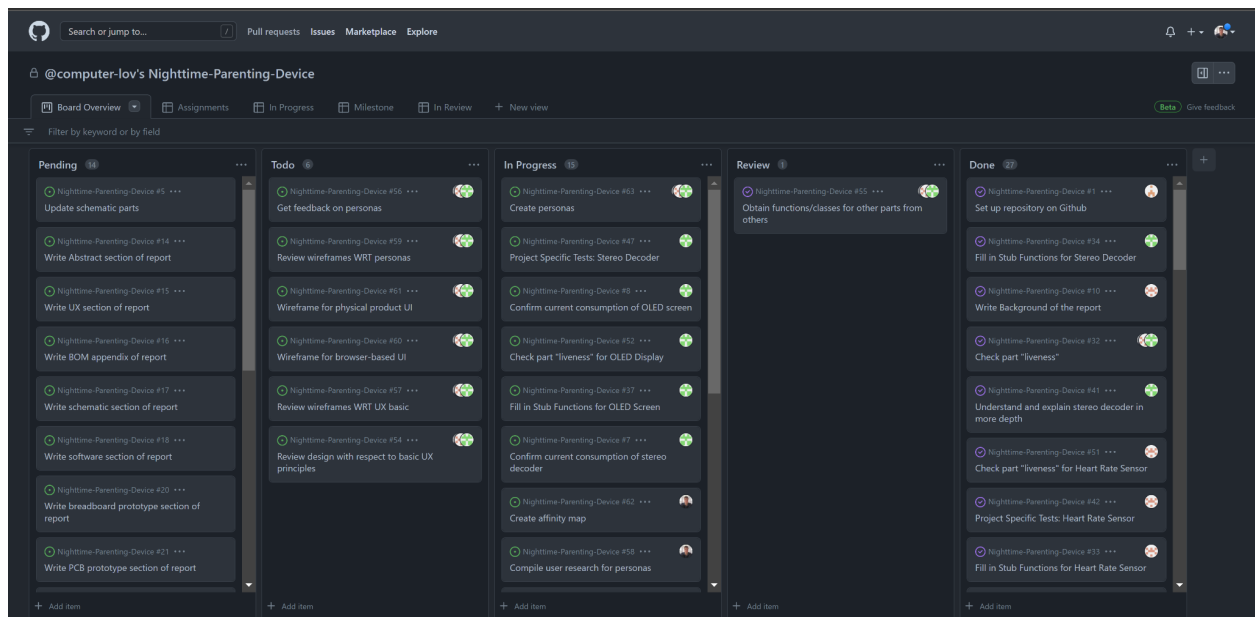 Search or jump to... /
Pull requests Issues Marketplace Explore
@computer-lov's Nighttime-Parenting-Device
Board Overview Assignments In Progress Milestone In Review + New view
Beta Give feedback
Filter by keyword or by field
Pending 14
Nighttime-Parenting-Device #5
Update schematic parts
Nighttime-Parenting-Device #14
Write Abstract section of report
Nighttime-Parenting-Device #15
Write UX section of report
Nighttime-Parenting-Device #16
Write BOM appendix of report
Nighttime-Parenting-Device #17
Write schematic section of report
Nighttime-Parenting-Device #18
Write software section of report
Nighttime-Parenting-Device #20
Write breadboard prototype section of
report
Nighttime-Parenting-Device #21
Write PCB prototype section of report
+ Add item
Todo 6
Nighttime-Parenting-Device #56
Get feedback on personas
Nighttime-Parenting-Device #59
Review wireframes WRT personas
Nighttime-Parenting-Device #61
Wireframe for physical product UI
Nighttime-Parenting-Device #60
Wireframe for browser-based UI
Nighttime-Parenting-Device #57
Review wireframes WRT UX basic
Nighttime-Parenting-Device #54
Review design with respect to basic UX
principles
+ Add item
In Progress 15
Nighttime-Parenting-Device #63
Create personas
Nighttime-Parenting-Device #47
Project Specific Tests: Stereo Decoder
Nighttime-Parenting-Device #8
Confirm current consumption of OLED screen
Nighttime-Parenting-Device #52
Check part "liveness" for OLED Display
Nighttime-Parenting-Device #37
Fill in Stub Functions for OLED Screen
Nighttime-Parenting-Device #7
Confirm current consumption of stereo
decoder
Nighttime-Parenting-Device #62
Create affinity map
Nighttime-Parenting-Device #58
Compile user research for personas
+ Add item
Review 1
Nighttime-Parenting-Device #55
Obtain functions/classes for other parts from
others
+ Add item
Done 27
Nighttime-Parenting-Device #1
Set up repository on Github
Nighttime-Parenting-Device #34
Fill in Stub Functions for Stereo Decoder
Nighttime-Parenting-Device #10
Write Background of the report
Nighttime-Parenting-Device #32
Check part "liveness"
Nighttime-Parenting-Device #41
Understand and explain stereo decoder in
more depth
Nighttime-Parenting-Device #51
Check part "liveness" for Heart Rate Sensor
Nighttime-Parenting-Device #42
Project Specific Tests: Heart Rate Sensor
Nighttime-Parenting-Device #33
Fill in Stub Functions for Heart Rate Sensor
+ Add item